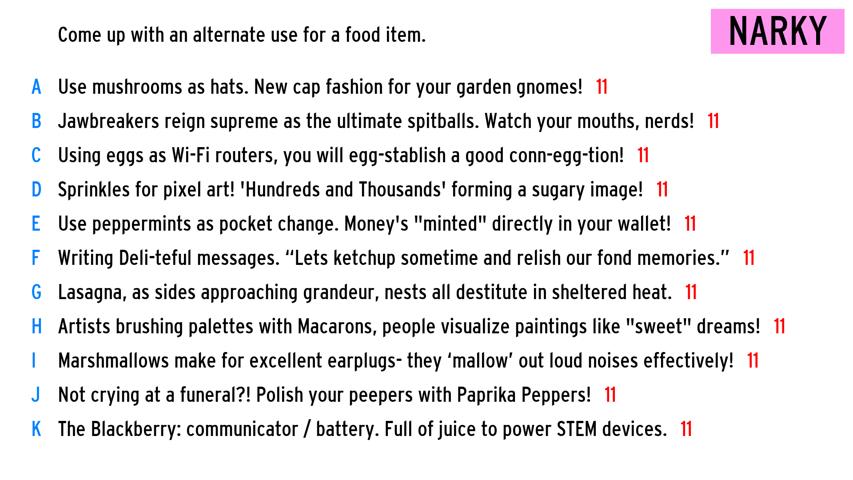 Come up with an alternate use for a food item.
NARKY
A Use mushrooms as hats. New cap fashion for your garden gnomes! 11
B Jawbreakers reign supreme as the ultimate spitballs. Watch your mouths, nerds! 11
C Using eggs as Wi-Fi routers, you will egg-stablish a good conn-egg-tion! 11
D Sprinkles for pixel art! 'Hundreds and Thousands' forming a sugary image! 11
E Use peppermints as pocket change. Money's "minted" directly in your wallet! 11
F Writing Deli-teful messages. “Lets ketchup sometime and relish our fond memories.” 11
G Lasagna, as sides approaching grandeur, nests all destitute in sheltered heat. 11
H Artists brushing palettes with Macarons, people visualize paintings like "sweet" dreams! 11
I Marshmallows make for excellent earplugs- they ‘mallow’ out loud noises effectively! 11
J Not crying at a funeral?! Polish your peepers with Paprika Peppers! 11
K The Blackberry: communicator / battery. Full of juice to power STEM devices. 11